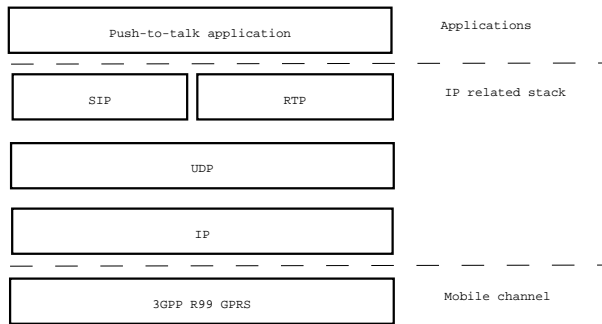 Push-to-talk application
Applications
SIP
RTP
IP related stack
UDP
IP
3GPP R99 GPRS
Mobile channel